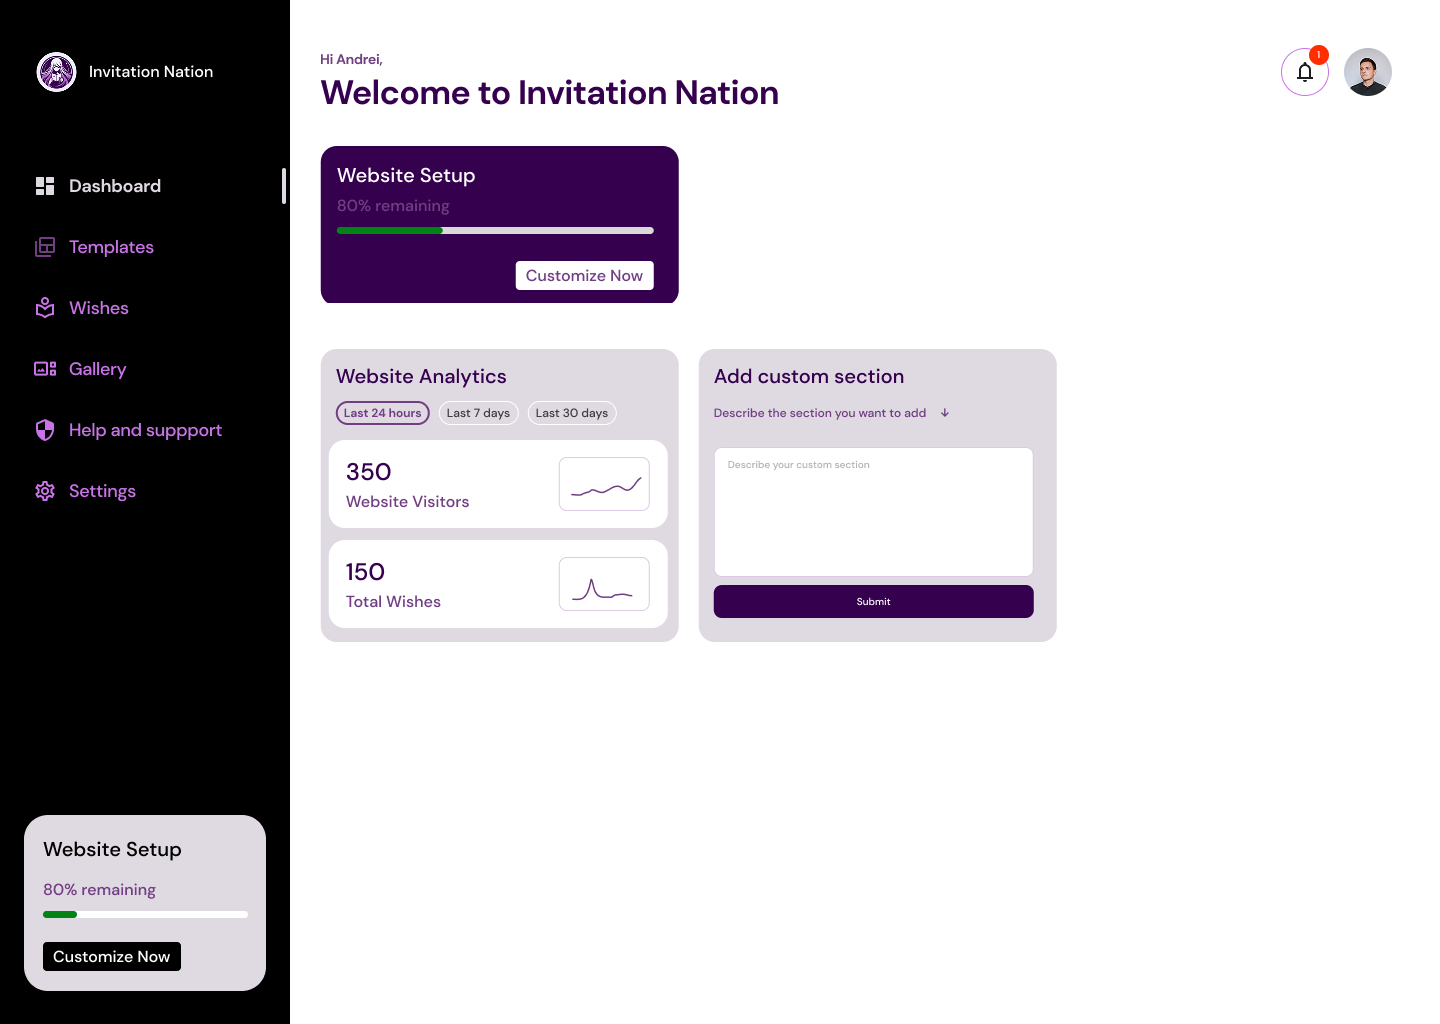 Invitation Nation
Dashboard
Templates
Wishes
Gallery
Help and suppport
Settings
Website Setup
80% remaining
Customize Now
Hi Andrei,
Welcome to Invitation Nation
1
Website Setup
80% remaining
Customize Now
Website Analytics
Last 24 hours
Last 7 days
Last 30 days
350
Website Visitors
150
Total Wishes
Add custom section
Describe the section you want to add
Describe your custom section
Submit